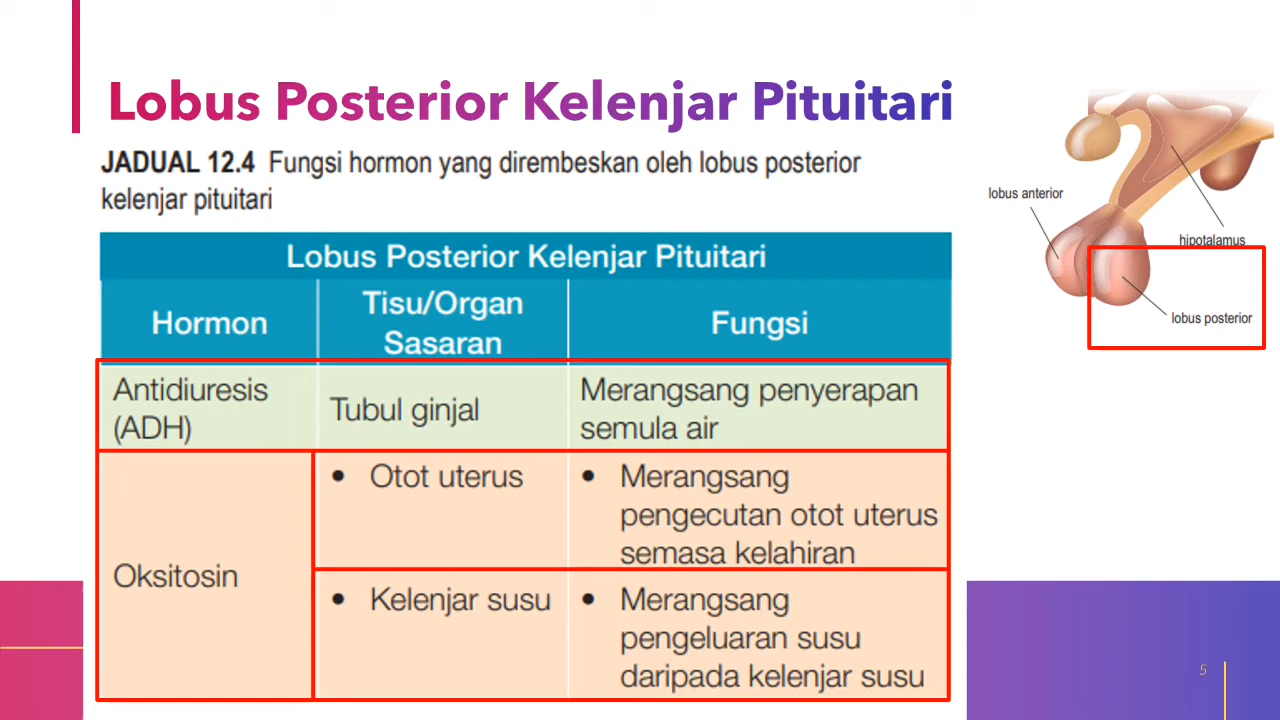 Lobus Posterior Kelenjar Pituitari
JADUAL 12.4 Fungsi hormon yang dirembeskan oleh lobus posterior
kelenjar pituitari
lobus anterior
hipotalamus
lobus posterior
Lobus Posterior Kelenjar Pituitari
Hormon
Tisu/Organ
Sasaran
Fungsi
Antidiuresis
(ADH)
Tubul ginjal
Merangsang penyerapan
semula air
Oksitosin
• Otot uterus
• Merangsang
pengecutan otot uterus
semasa kelahiran
• Kelenjar susu
• Merangsang
pengeluaran susu
daripada kelenjar susu
5